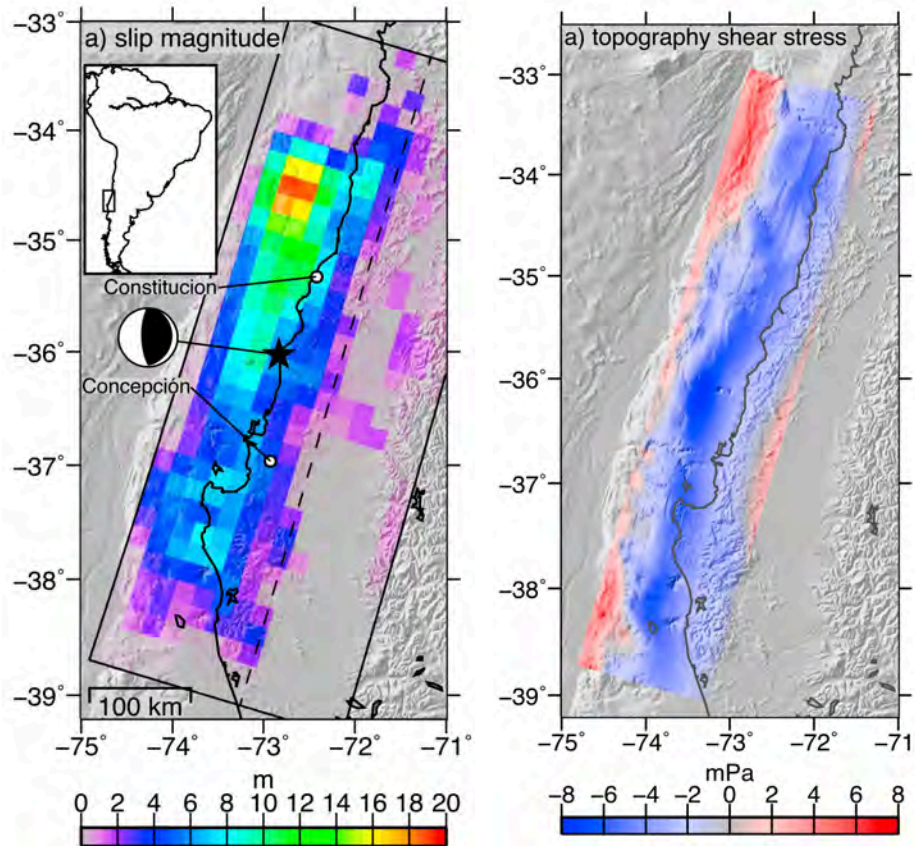 a) slip magnitude
−33°
−34°
−35°
−36°
−37°
−38°
−39°
Constitucion
Concepción
100 km
−75° −74° −73° −72° −71°
m
0 2 4 6 8 10 12 14 16 18 20
a) topography shear stress
−33°
−34°
−35°
−36°
−37°
−38°
−39°
−75° −74° −73° −72° −71
mPa
−8 −6 −4 −2 0 2 4 6 8